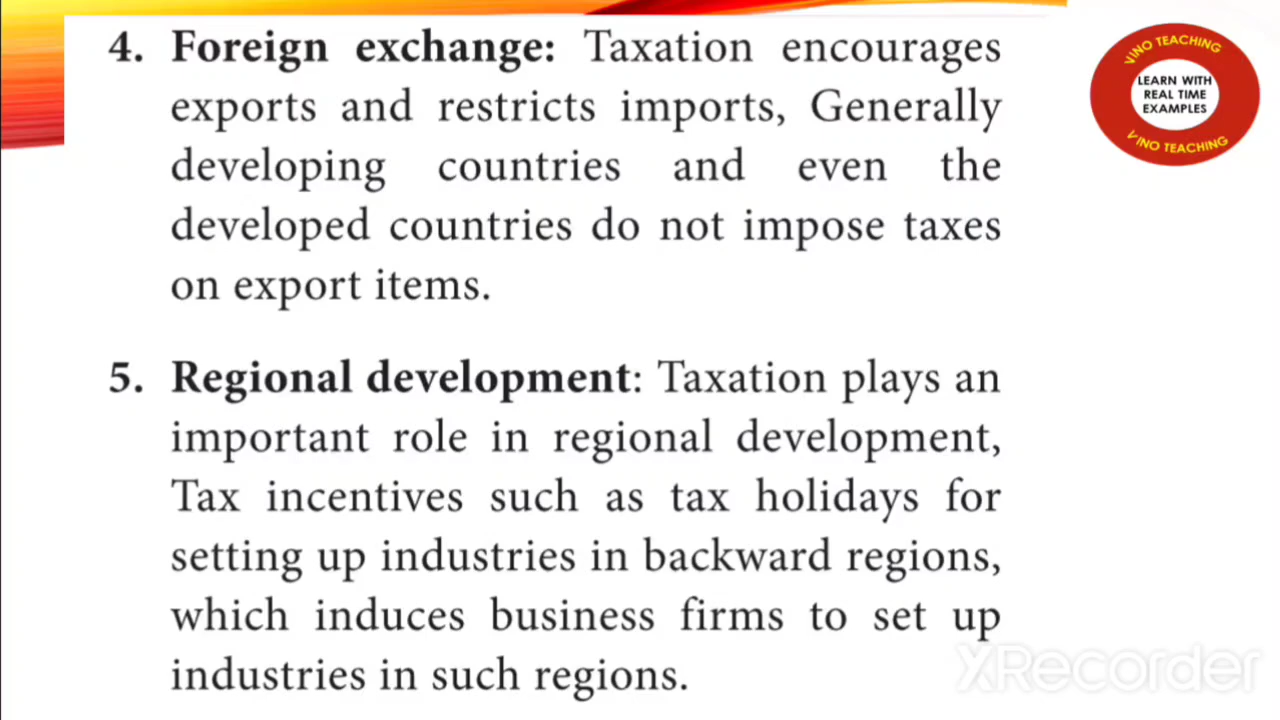 4. Foreign exchange: Taxation encourages
exports and restricts imports, Generally
developing countries and even the
developed countries do not impose taxes
on export items.
5. Regional development: Taxation plays an
important role in regional development,
Tax incentives such as tax holidays for
setting up industries in backward regions,
which induces business firms to set up
industries in such regions.
VINO TEACHING
LEARN WITH
REAL TIME
EXAMPLES
VINO TEACHING
XRecorder